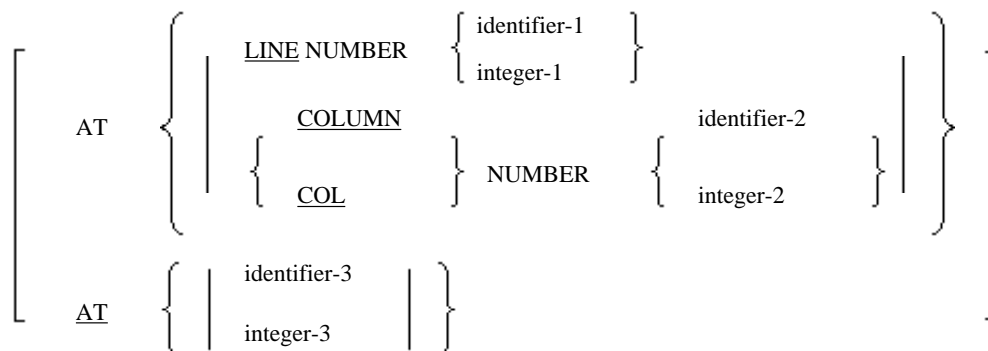 identifier-1
LINE NUMBER
integer-1
COLUMN identifier-2
AT
NUMBER
COL integer-2
identifier-3
AT
integer-3